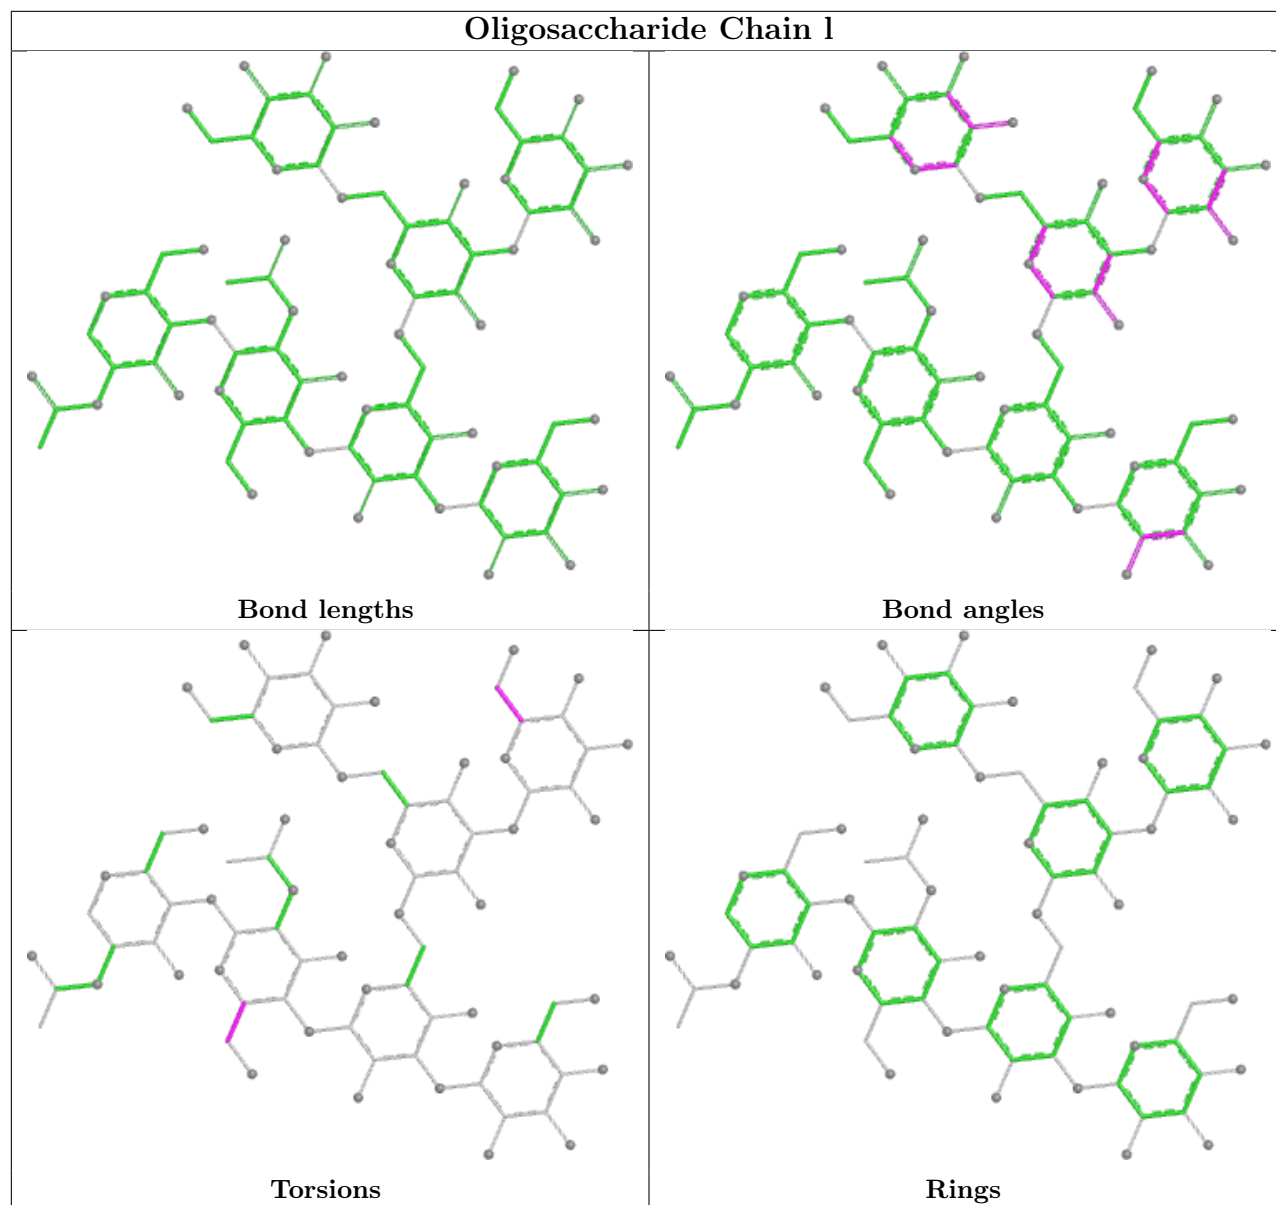 Oligosaccharide Chain l
Bond lengths
Bond angles
Torsions
Rings